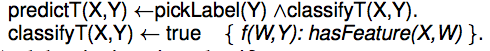 predictT(X,Y) ←pickLabel(Y) ∧classifyT(X,Y).
classifyT(X,Y) ← true { f(W,Y): hasFeature(X,W) }.